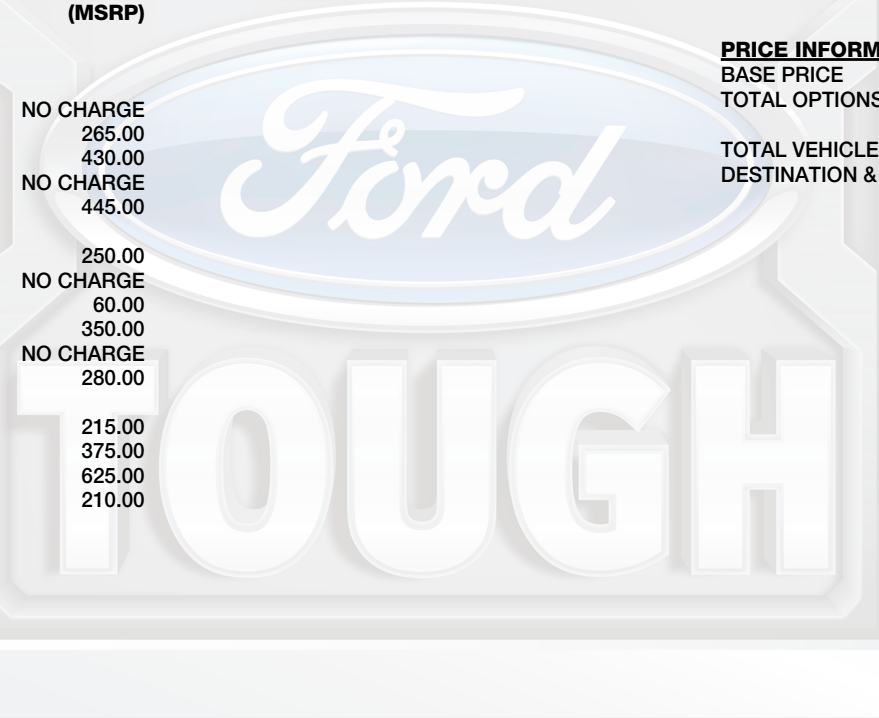 (MSRP)
NO CHARGE
265.00
430.00
NO CHARGE
445.00
250.00
NO CHARGE
60.00
350.00
NO CHARGE
280.00
215.00
375.00
625.00
210.00
PRICE INFORM
BASE PRICE
TOTAL OPTIONS
TOTAL VEHICLE
DESTINATION &
Ford
TOUGH